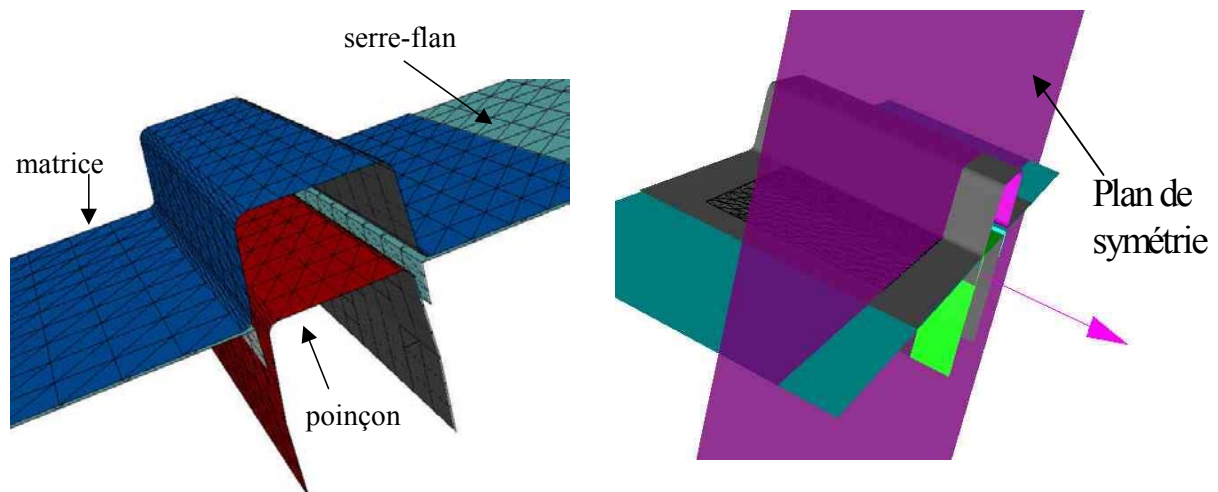 serre-flan
matrice
poinçon
Plan de
symétrie